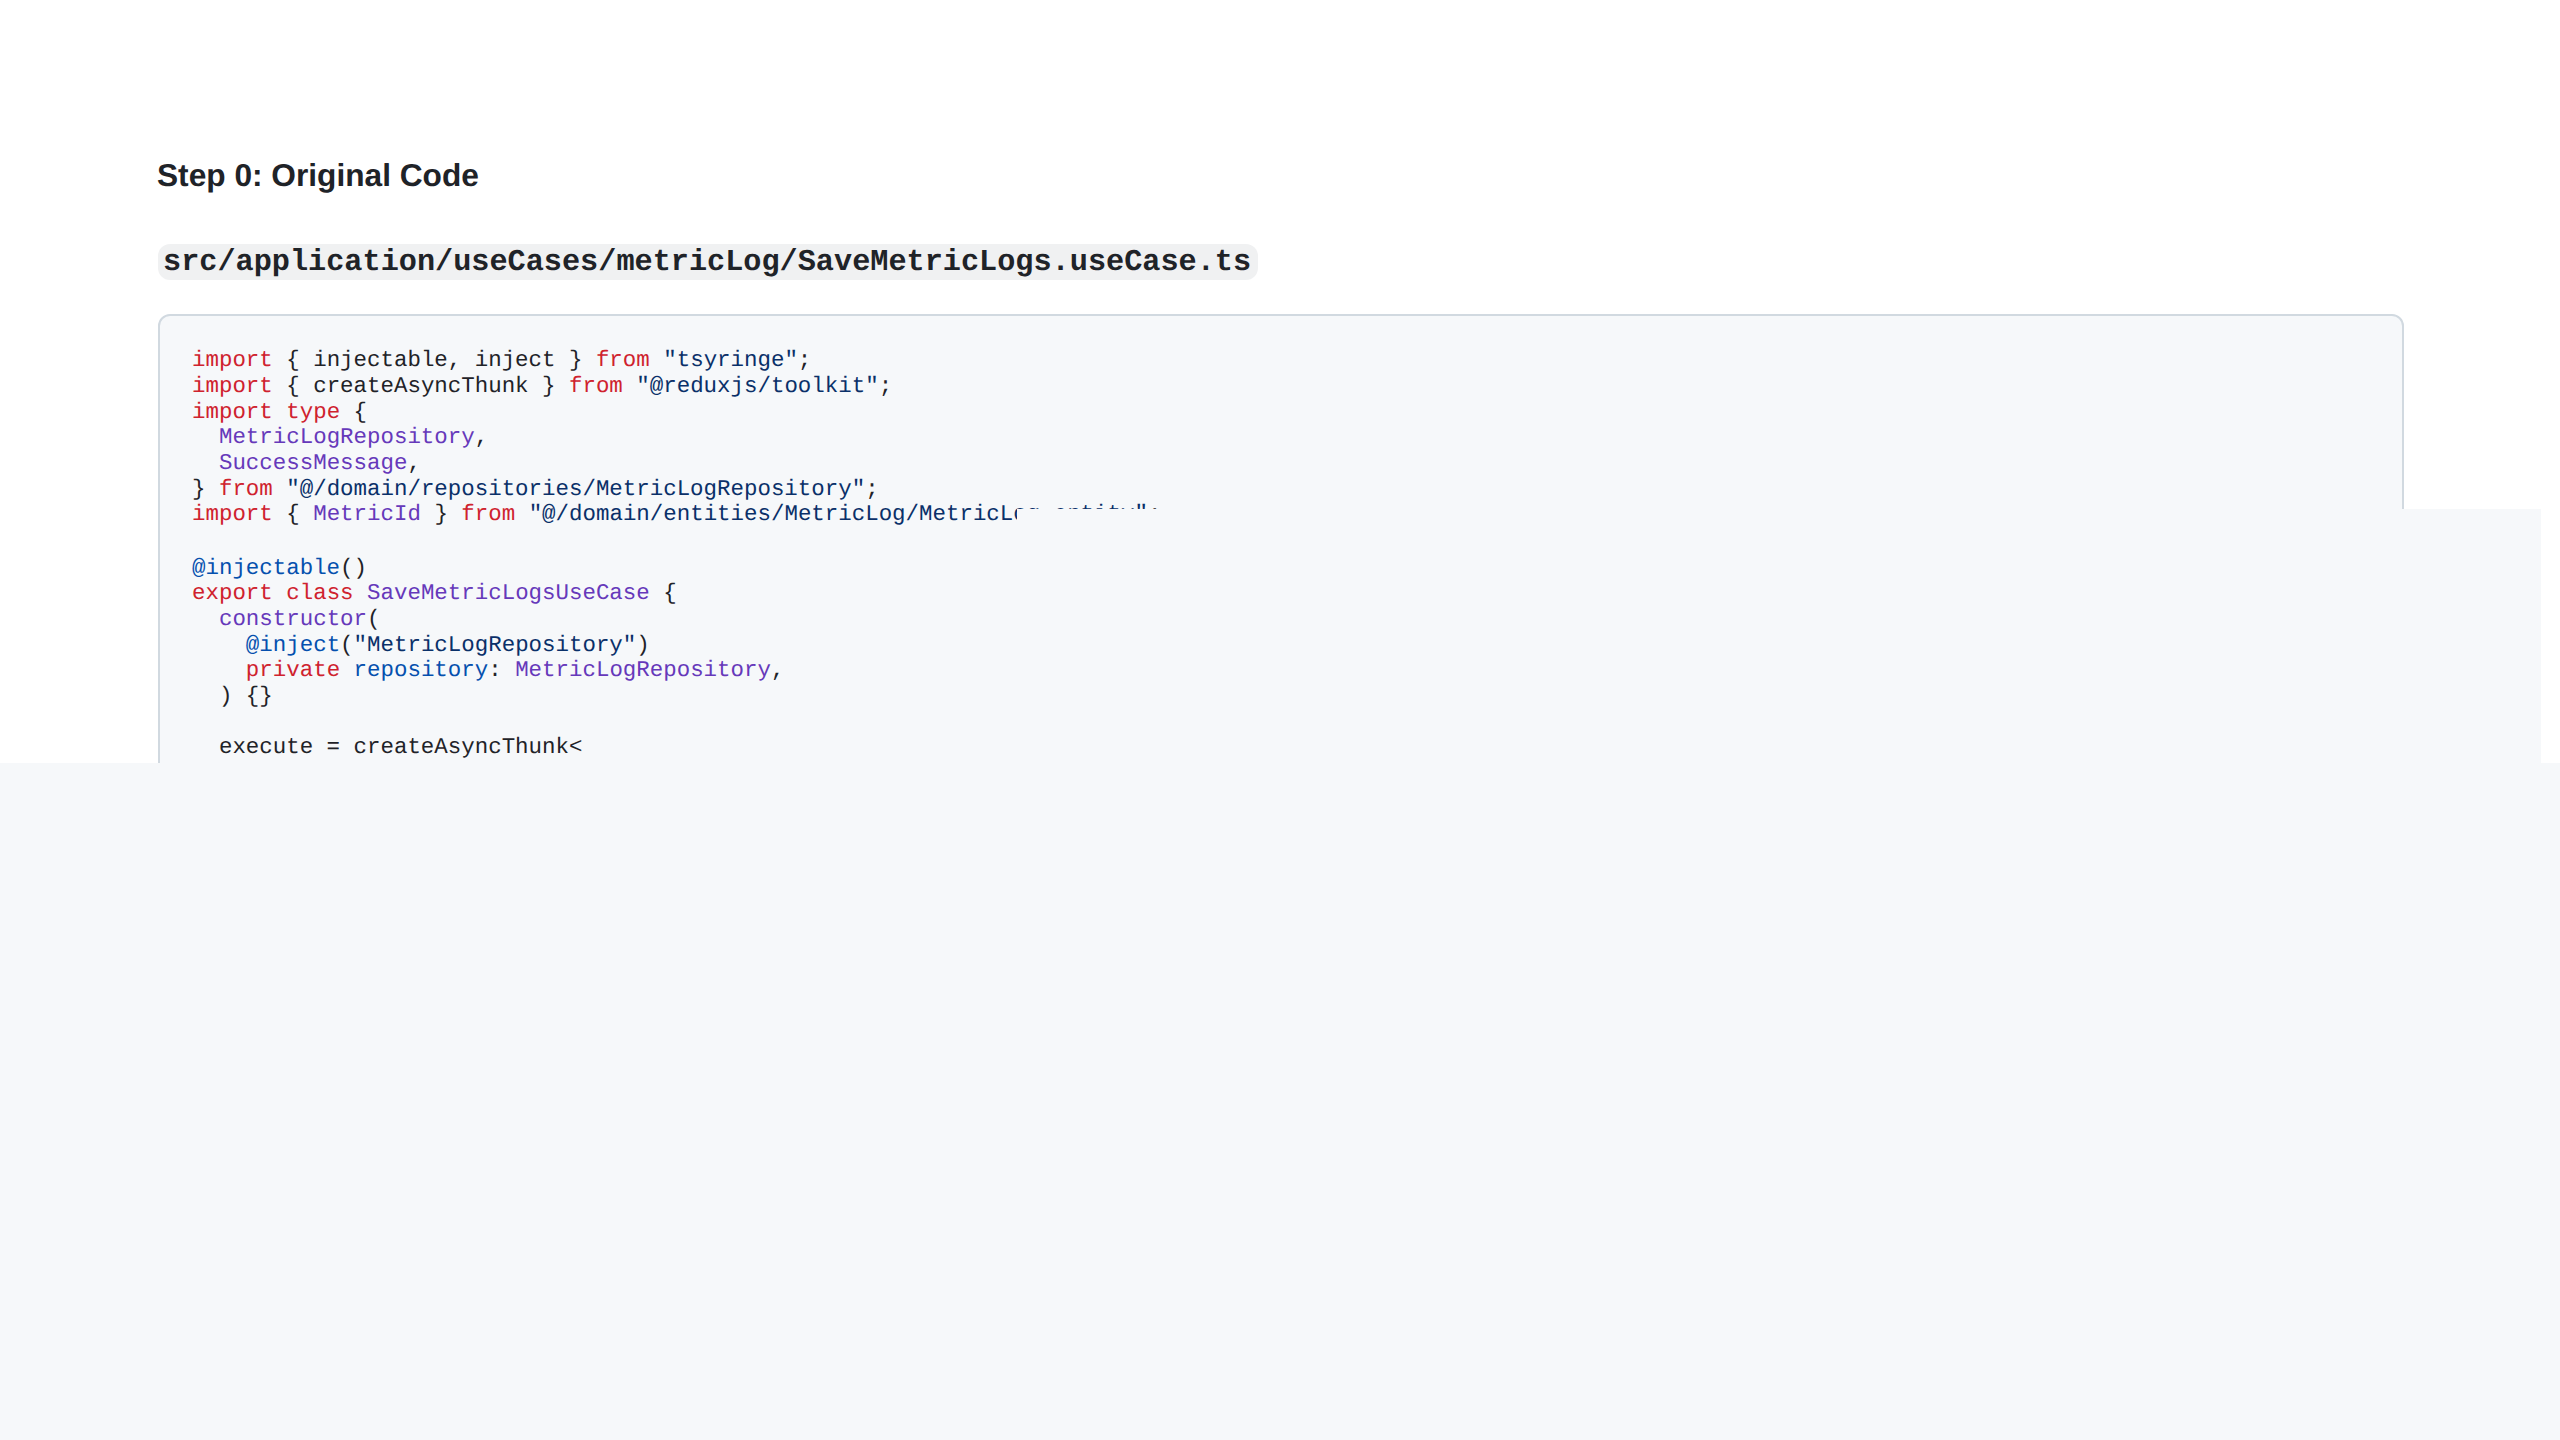 Step 0: Original Code
src/application/useCases/metricLog/SaveMetricLogs.useCase.ts
import { injectable, inject } from "tsyringe";
import { createAsyncThunk } from "@reduxjs/toolkit";
import type {
  MetricLogRepository,
  SuccessMessage,
} from "@/domain/repositories/MetricLogRepository";
import { MetricId } from "@/domain/entities/MetricLog/MetricLog.entity";
@injectable()
export class SaveMetricLogsUseCase {
  constructor(
    @inject("MetricLogRepository")
    private repository: MetricLogRepository,
  ) {}
  execute = createAsyncThunk<